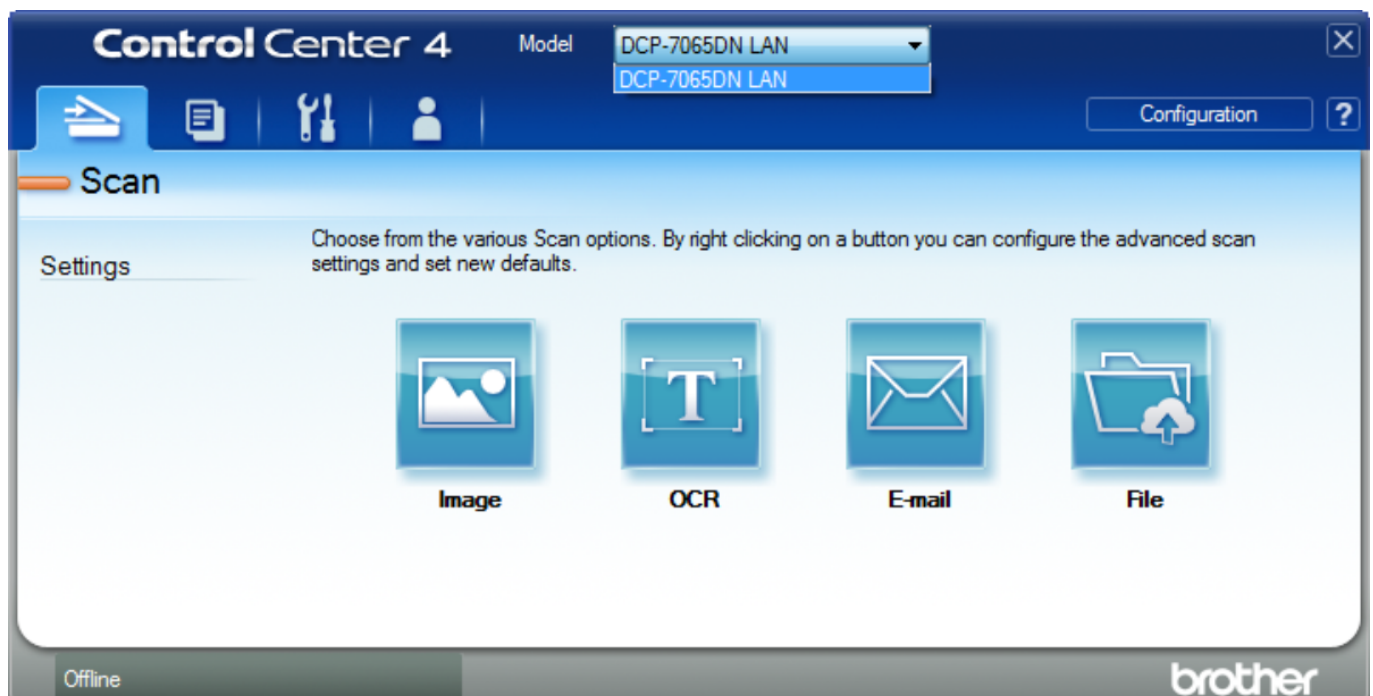 Control Center 4
Model
DCP-7065DN LAN
DCP-7065DN LAN
Configuration
?
Scan
Settings
Choose from the various Scan options. By right clicking on a button you can configure the advanced scan
settings and set new defaults.
T
Image
OCR
E-mail
File
Offline
brother